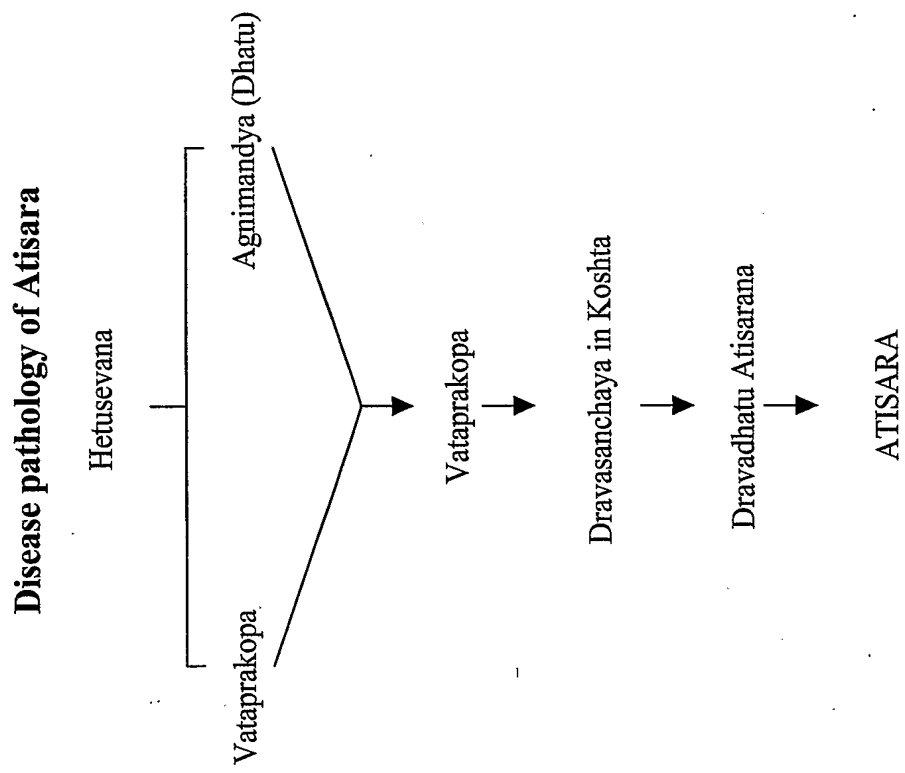 Disease pathology of Atisara
Hetusevana
Vataprakopa Agnimandya (Dhatu)
Vataprakopa
Dravasanchaya in Koshta
Dravadhatu Atisarana
ATISARA